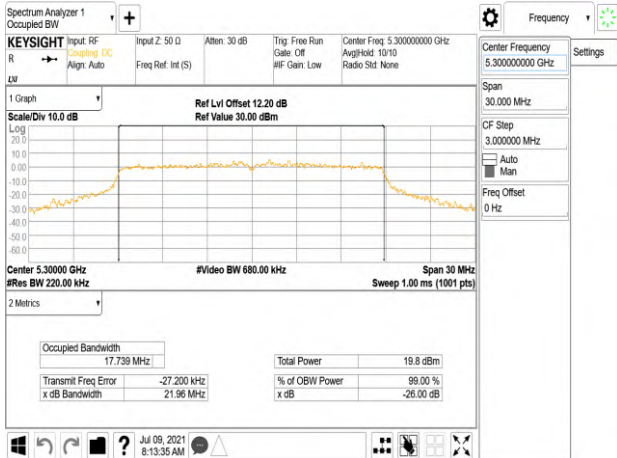 Spectrum Analyzer 1
Occupied BW
Frequency
KEYSIGHT
Input: RF
Coupling: DC
Align: Auto
Input Z: 50 Ω
Freq Ref: Int (S)
Atten: 30 dB
Trig: Free Run
Gate: Off
#IF Gain: Low
Center Freq: 5.300000000 GHz
Avg|Hold: 10/10
Radio Std: None
R
LXI
Center Frequency
5.300000000 GHz
Settings
Span
30.000 MHz
CF Step
3.000000 MHz
Auto
Man
Freq Offset
0 Hz
1 Graph
Scale/Div 10.0 dB
Ref Lvl Offset 12.20 dB
Ref Value 30.00 dBm
Log
20.0
10.0
0.00
-10.0
-20.0
-30.0
-40.0
-50.0
-60.0
Center 5.30000 GHz
#Res BW 220.00 kHz
#Video BW 680.00 kHz
Span 30 MHz
Sweep 1.00 ms (1001 pts)
2 Metrics
Occupied Bandwidth
17.739 MHz
Total Power 19.8 dBm
Transmit Freq Error -27.200 kHz
% of OBW Power 99.00 %
x dB Bandwidth 21.96 MHz
x dB -26.00 dB
?
Jul 09, 2021
8:13:35 AM